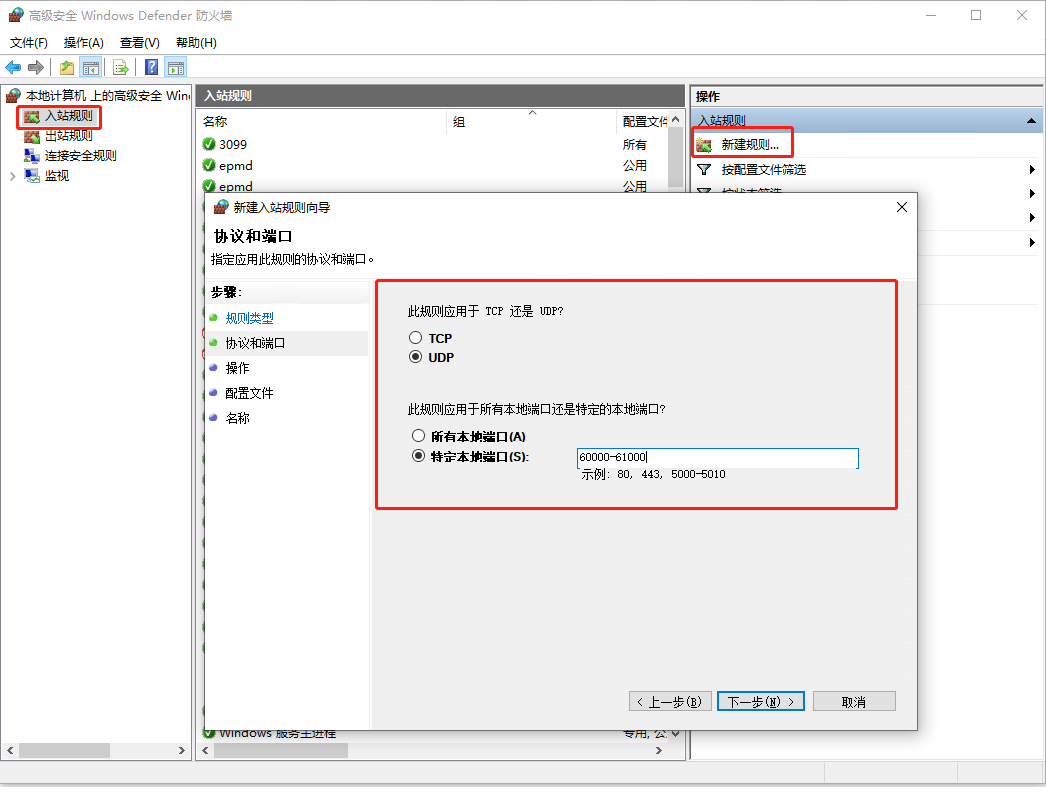 高级安全 Windows Defender 防火墙
文件(F) 操作(A) 查看(V) 帮助(H)
本地计算机 上的高级安全 Win
入站规则
出站规则
连接安全规则
监视
入站规则
名称 组 配置文件
3099 所有
epmd 公用
epmd 公用
Windows 服务主进程 专用, 公
操作
入站规则
新建规则...
按配置文件筛选
按状态筛选
新建入站规则向导
协议和端口
指定应用此规则的协议和端口。
步骤:
规则类型
协议和端口
操作
配置文件
名称
此规则应用于 TCP 还是 UDP?
TCP
UDP
此规则应用于所有本地端口还是特定的本地端口?
所有本地端口(A)
特定本地端口(S): 60000-61000
示例: 80, 443, 5000-5010
< 上一步(B) 下一步(N) > 取消